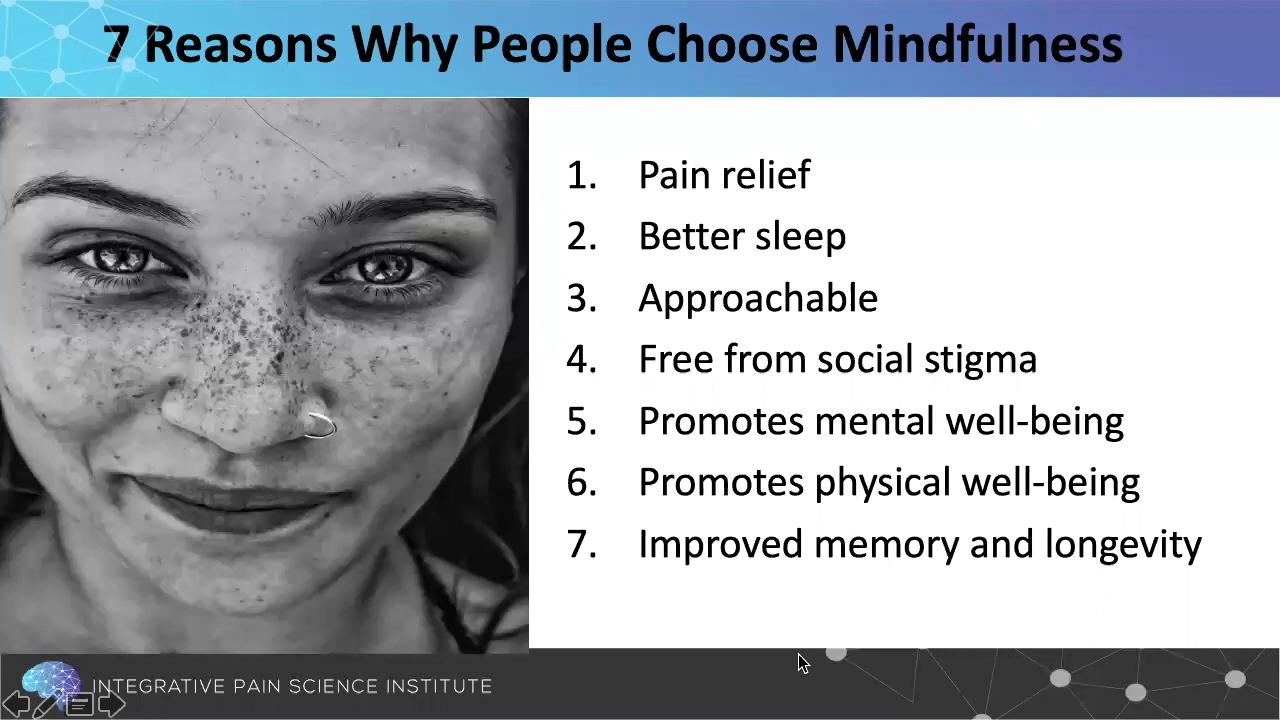 7 Reasons Why People Choose Mindfulness
1. Pain relief
2. Better sleep
3. Approachable
4. Free from social stigma
5. Promotes mental well-being
6. Promotes physical well-being
7. Improved memory and longevity
INTEGRATIVE PAIN SCIENCE INSTITUTE